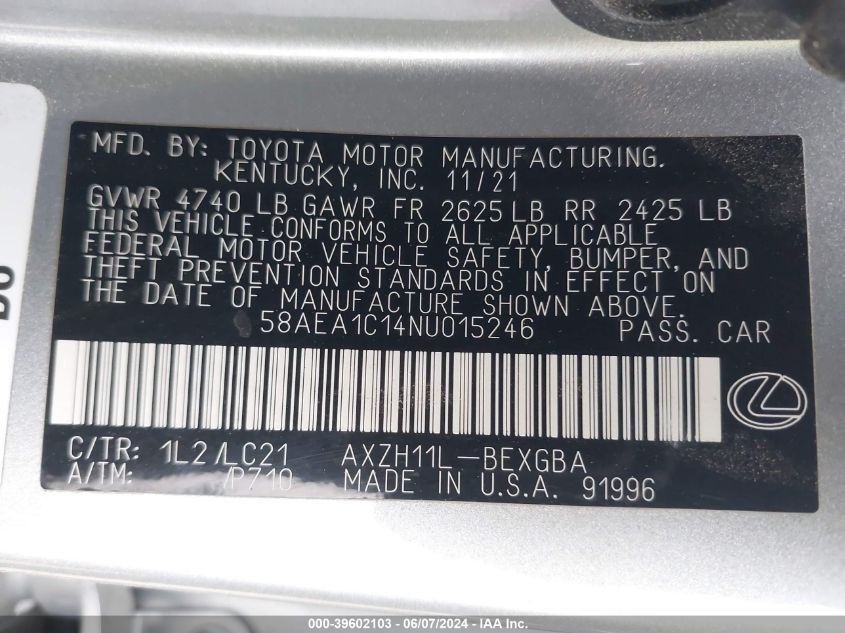 MFD. BY: TOYOTA MOTOR MANUFACTURING.
KENTUCKY, INC. 11/21
GVWR 4740 LB GAWR FR 2625 LB RR 2425 LB
THIS VEHICLE CONFORMS TO ALL APPLICABLE
FEDERAL MOTOR VEHICLE SAFETY, BUMPER, AND
THEFT PREVENTION STANDARDS IN EFFECT ON
THE DATE OF MANUFACTURE SHOWN ABOVE.
58AEA1C14NU015246 PASS. CAR
C/TR: 1L2/LC21 AXZH11L-BEXGBA
A/TM: /P710 MADE IN U.S.A. 91996
000-39602103 - 06/07/2024 - IAA Inc.